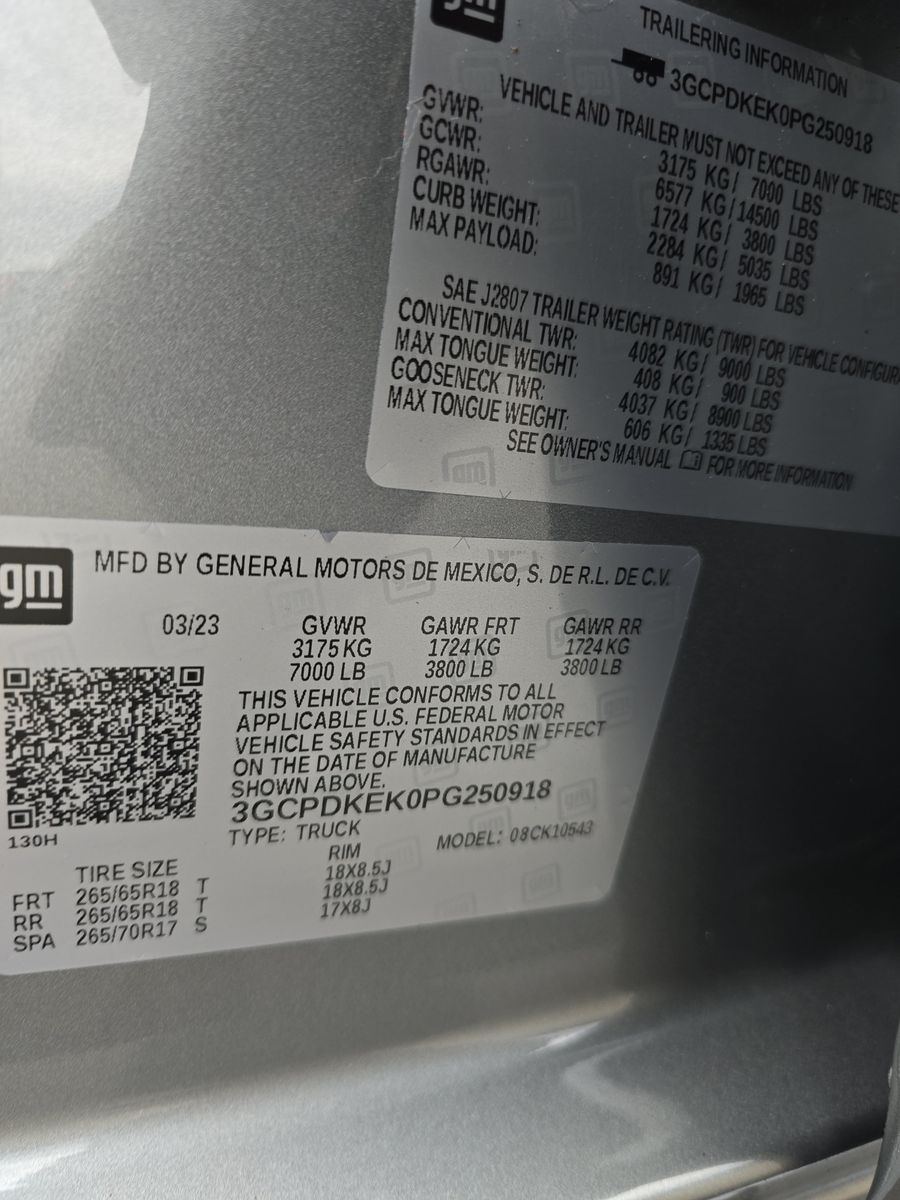 gm
TRAILERING INFORMATION
3GCPDKEK0PG250918
VEHICLE AND TRAILER MUST NOT EXCEED ANY OF THESE
GVWR: 3175 KG/ 7000 LBS
GCWR: 6577 KG/14500 LBS
RGAWR: 1724 KG/ 3800 LBS
CURB WEIGHT: 2284 KG/ 5035 LBS
MAX PAYLOAD: 891 KG/ 1965 LBS
SAE J2807 TRAILER WEIGHT RATING (TWR) FOR VEHICLE
CONVENTIONAL TWR: 4082 KG/ 9000 LBS
MAX TONGUE WEIGHT: 408 KG/ 900 LBS
GOOSENECK TWR: 4037 KG/ 8900 LBS
MAX TONGUE WEIGHT: 606 KG/ 1335 LBS
SEE OWNER'S MANUAL FOR MORE INFORMATION
gm
MFD BY GENERAL MOTORS DE MEXICO, S. DE R.L. DE C.V.
03/23 GVWR GAWR FRT GAWR RR
3175 KG 1724 KG 1724 KG
7000 LB 3800 LB 3800 LB
THIS VEHICLE CONFORMS TO ALL
APPLICABLE U.S. FEDERAL MOTOR
VEHICLE SAFETY STANDARDS IN EFFECT
ON THE DATE OF MANUFACTURE
SHOWN ABOVE.
3GCPDKEK0PG250918
130H TYPE: TRUCK MODEL: 08CK10543
TIRE SIZE RIM
FRT 265/65R18 T 18X8.5J
RR 265/65R18 T 18X8.5J
SPA 265/70R17 S 17X8J